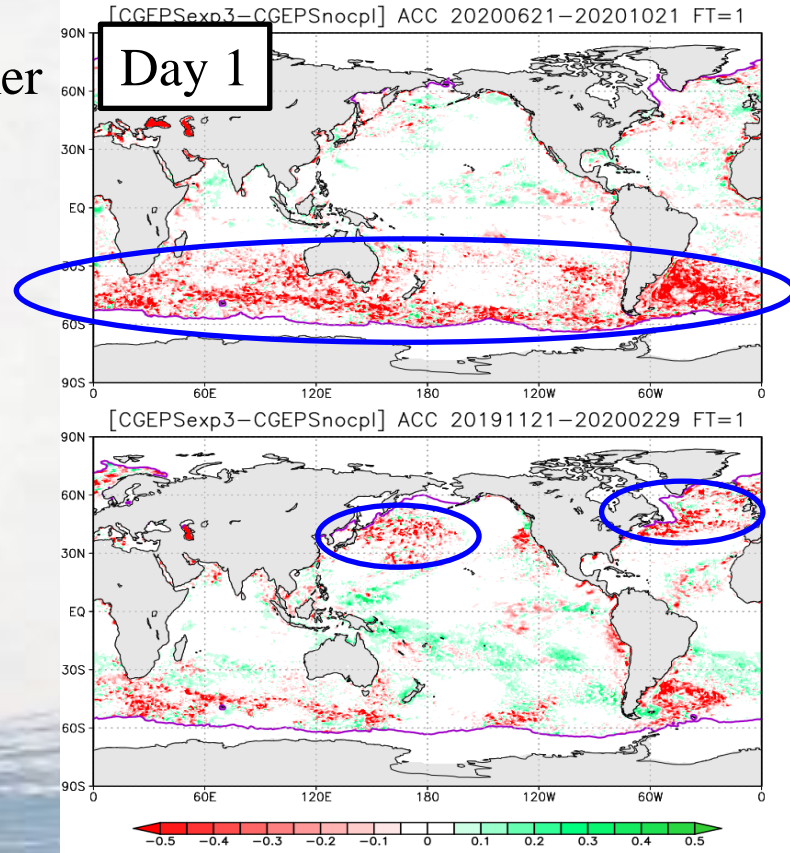 [CGEPSexp3-CGEPSnocpl] ACC 20200621-20201021 FT=1
Day 1
90N
60N
30N
EQ
30S
60S
90S
0 60E 120E 180 120W 60W 0
[CGEPSexp3-CGEPSnocpl] ACC 20191121-20200229 FT=1
90N
60N
30N
EQ
30S
60S
90S
0 60E 120E 180 120W 60W 0
-0.5 -0.4 -0.3 -0.2 -0.1 0 0.1 0.2 0.3 0.4 0.5